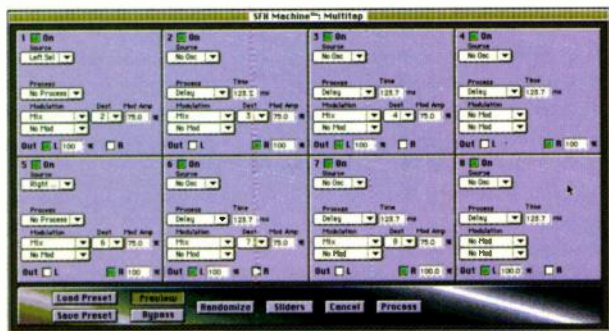 SFX Machine™: Multitap
1 On
Source
Left Sel
Process
No Process
Modulation Dest Mod Amp
Mix 2 75.0 %
No Mod
Out L 100 % R
2 On
Source
No Osc
Process Time
Delay 123.7 ms
Modulation Dest Mod Amp
Mix 3 75.0 %
No Mod
Out L R 100 %
3 On
Source
No Osc
Process Time
Delay 123.7 ms
Modulation Dest Mod Amp
Mix 4 75.0 %
No Mod
Out L 100 % R
4 On
Source
No Osc
Process Time
Delay 123.7 ms
Modulation
No Mod
No Mod
Out L R 100 %
5 On
Source
Right ...
Process
No Process
Modulation Dest Mod Amp
Mix 6 75.0 %
No Mod
Out L R 100 %
6 On
Source
No Osc
Process Time
Delay 123.7 ms
Modulation Dest Mod Amp
Mix 7 75.0 %
No Mod
Out L 100 % R
7 On
Source
No Osc
Process Time
Delay 123.7 ms
Modulation Dest Mod Amp
Mix 8 75.0 %
No Mod
Out L R 100.0 %
8 On
Source
No Osc
Process Time
Delay 123.7 ms
Modulation
No Mod
No Mod
Out L 100.0 % R
Load Preset Preview Randomize Sliders Cancel Process
Save Preset Bypass